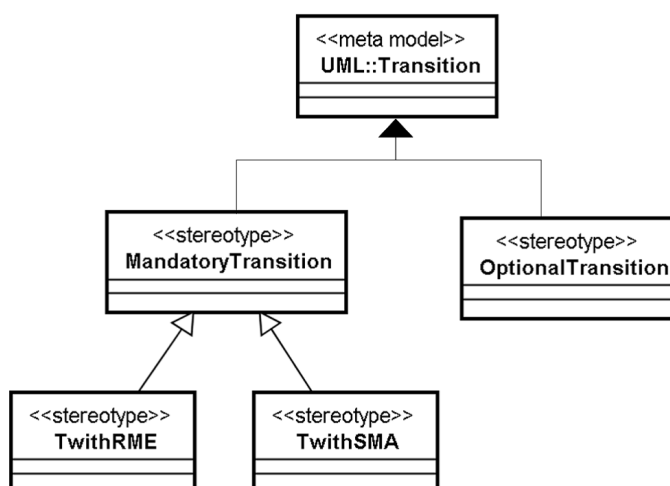 <<meta model>>
UML::Transition
<<stereotype>>
MandatoryTransition
<<stereotype>>
OptionalTransition
<<stereotype>>
TwithRME
<<stereotype>>
TwithSMA